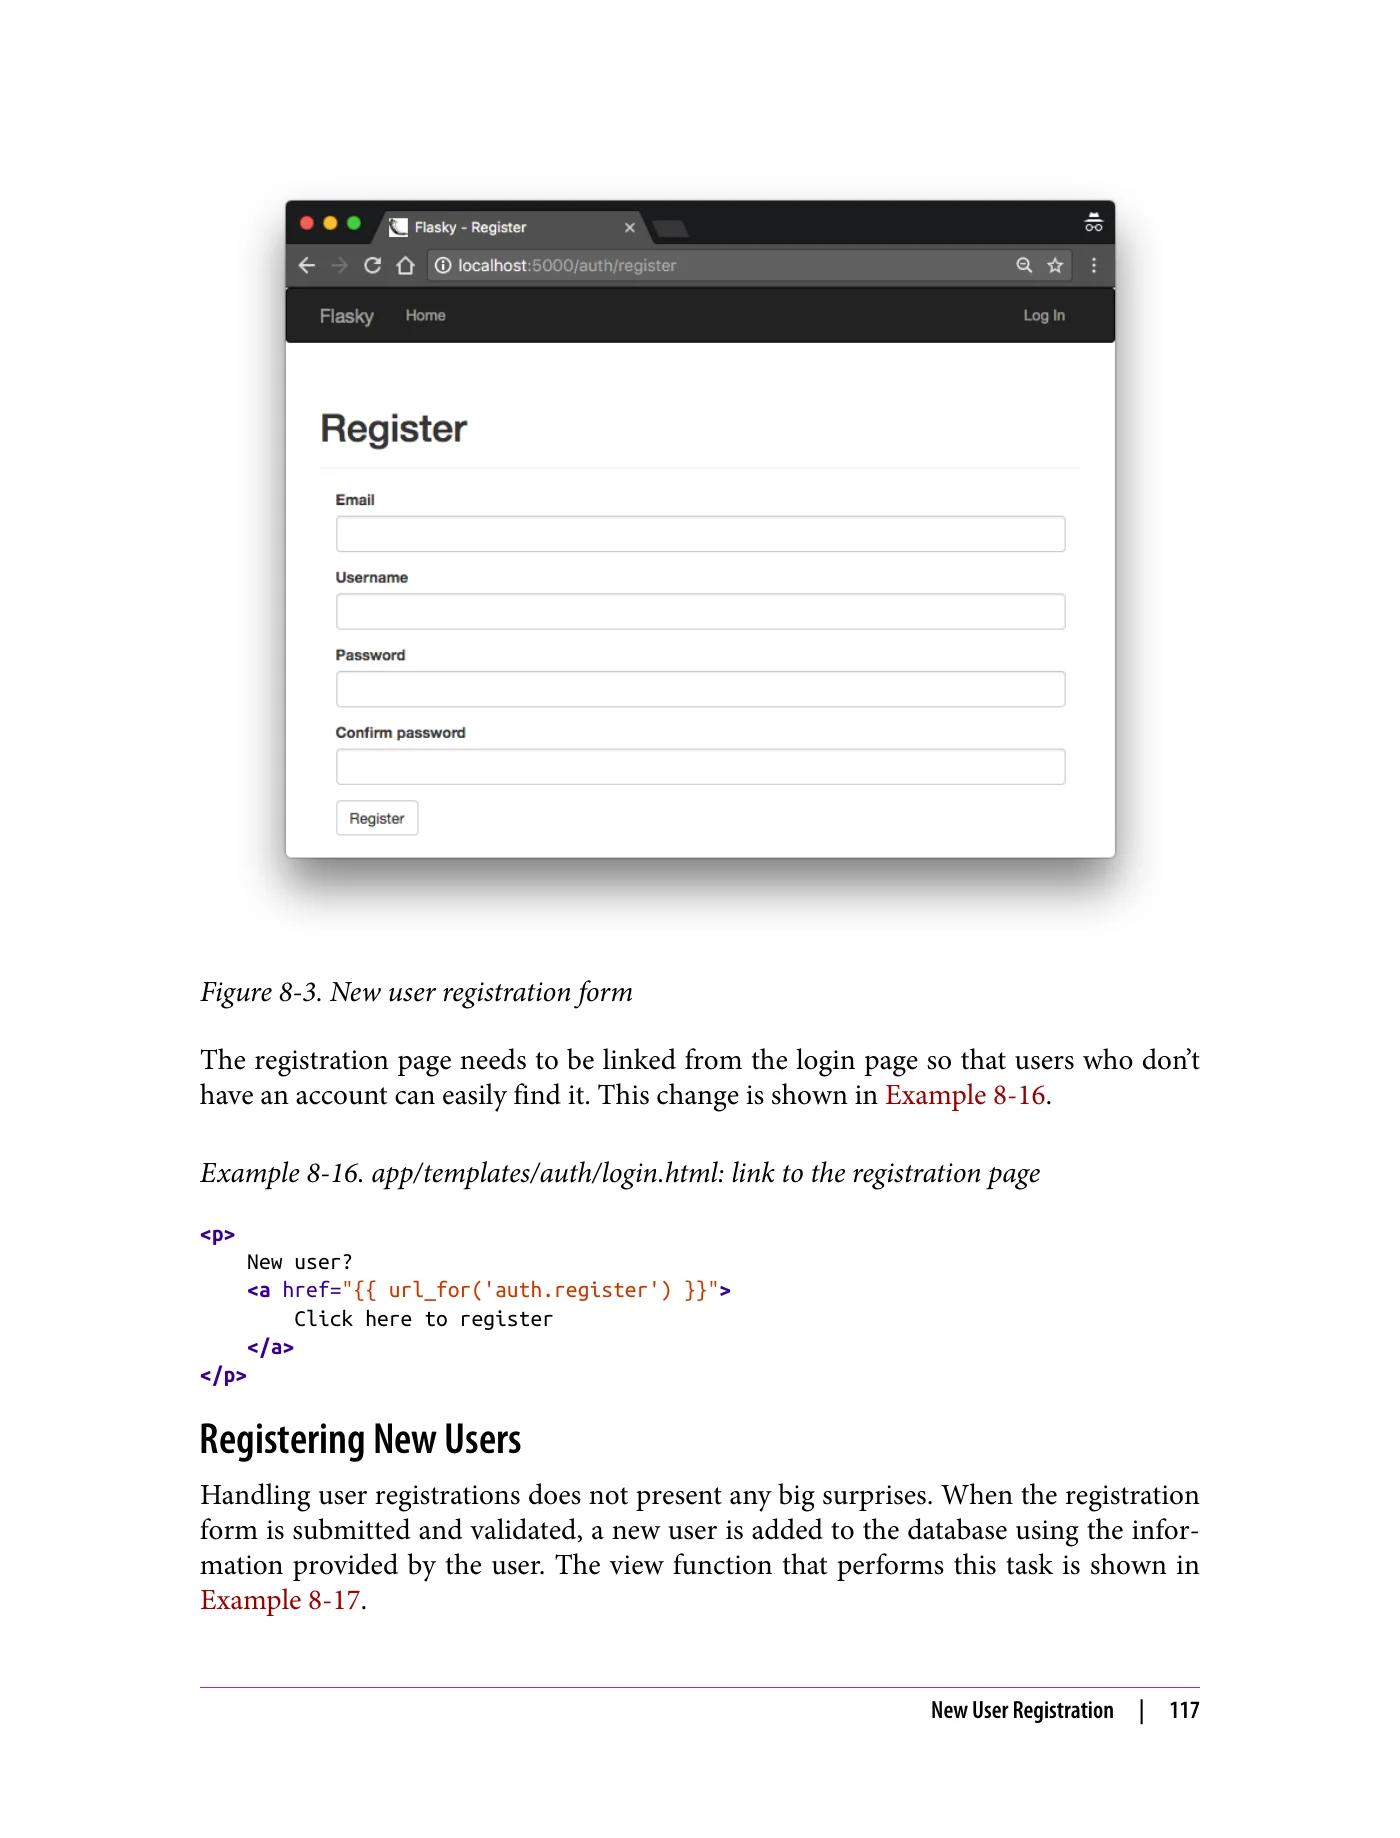 Flasky - Register
localhost:5000/auth/register
Flasky Home Log In
Register
Email
Username
Password
Confirm password
Register
Figure 8-3. New user registration form
The registration page needs to be linked from the login page so that users who don’t
have an account can easily find it. This change is shown in Example 8-16.
Example 8-16. app/templates/auth/login.html: link to the registration page
<p>
    New user?
    <a href="{{ url_for('auth.register') }}">
        Click here to register
    </a>
</p>
Registering New Users
Handling user registrations does not present any big surprises. When the registration
form is submitted and validated, a new user is added to the database using the infor-
mation provided by the user. The view function that performs this task is shown in
Example 8-17.
New User Registration | 117